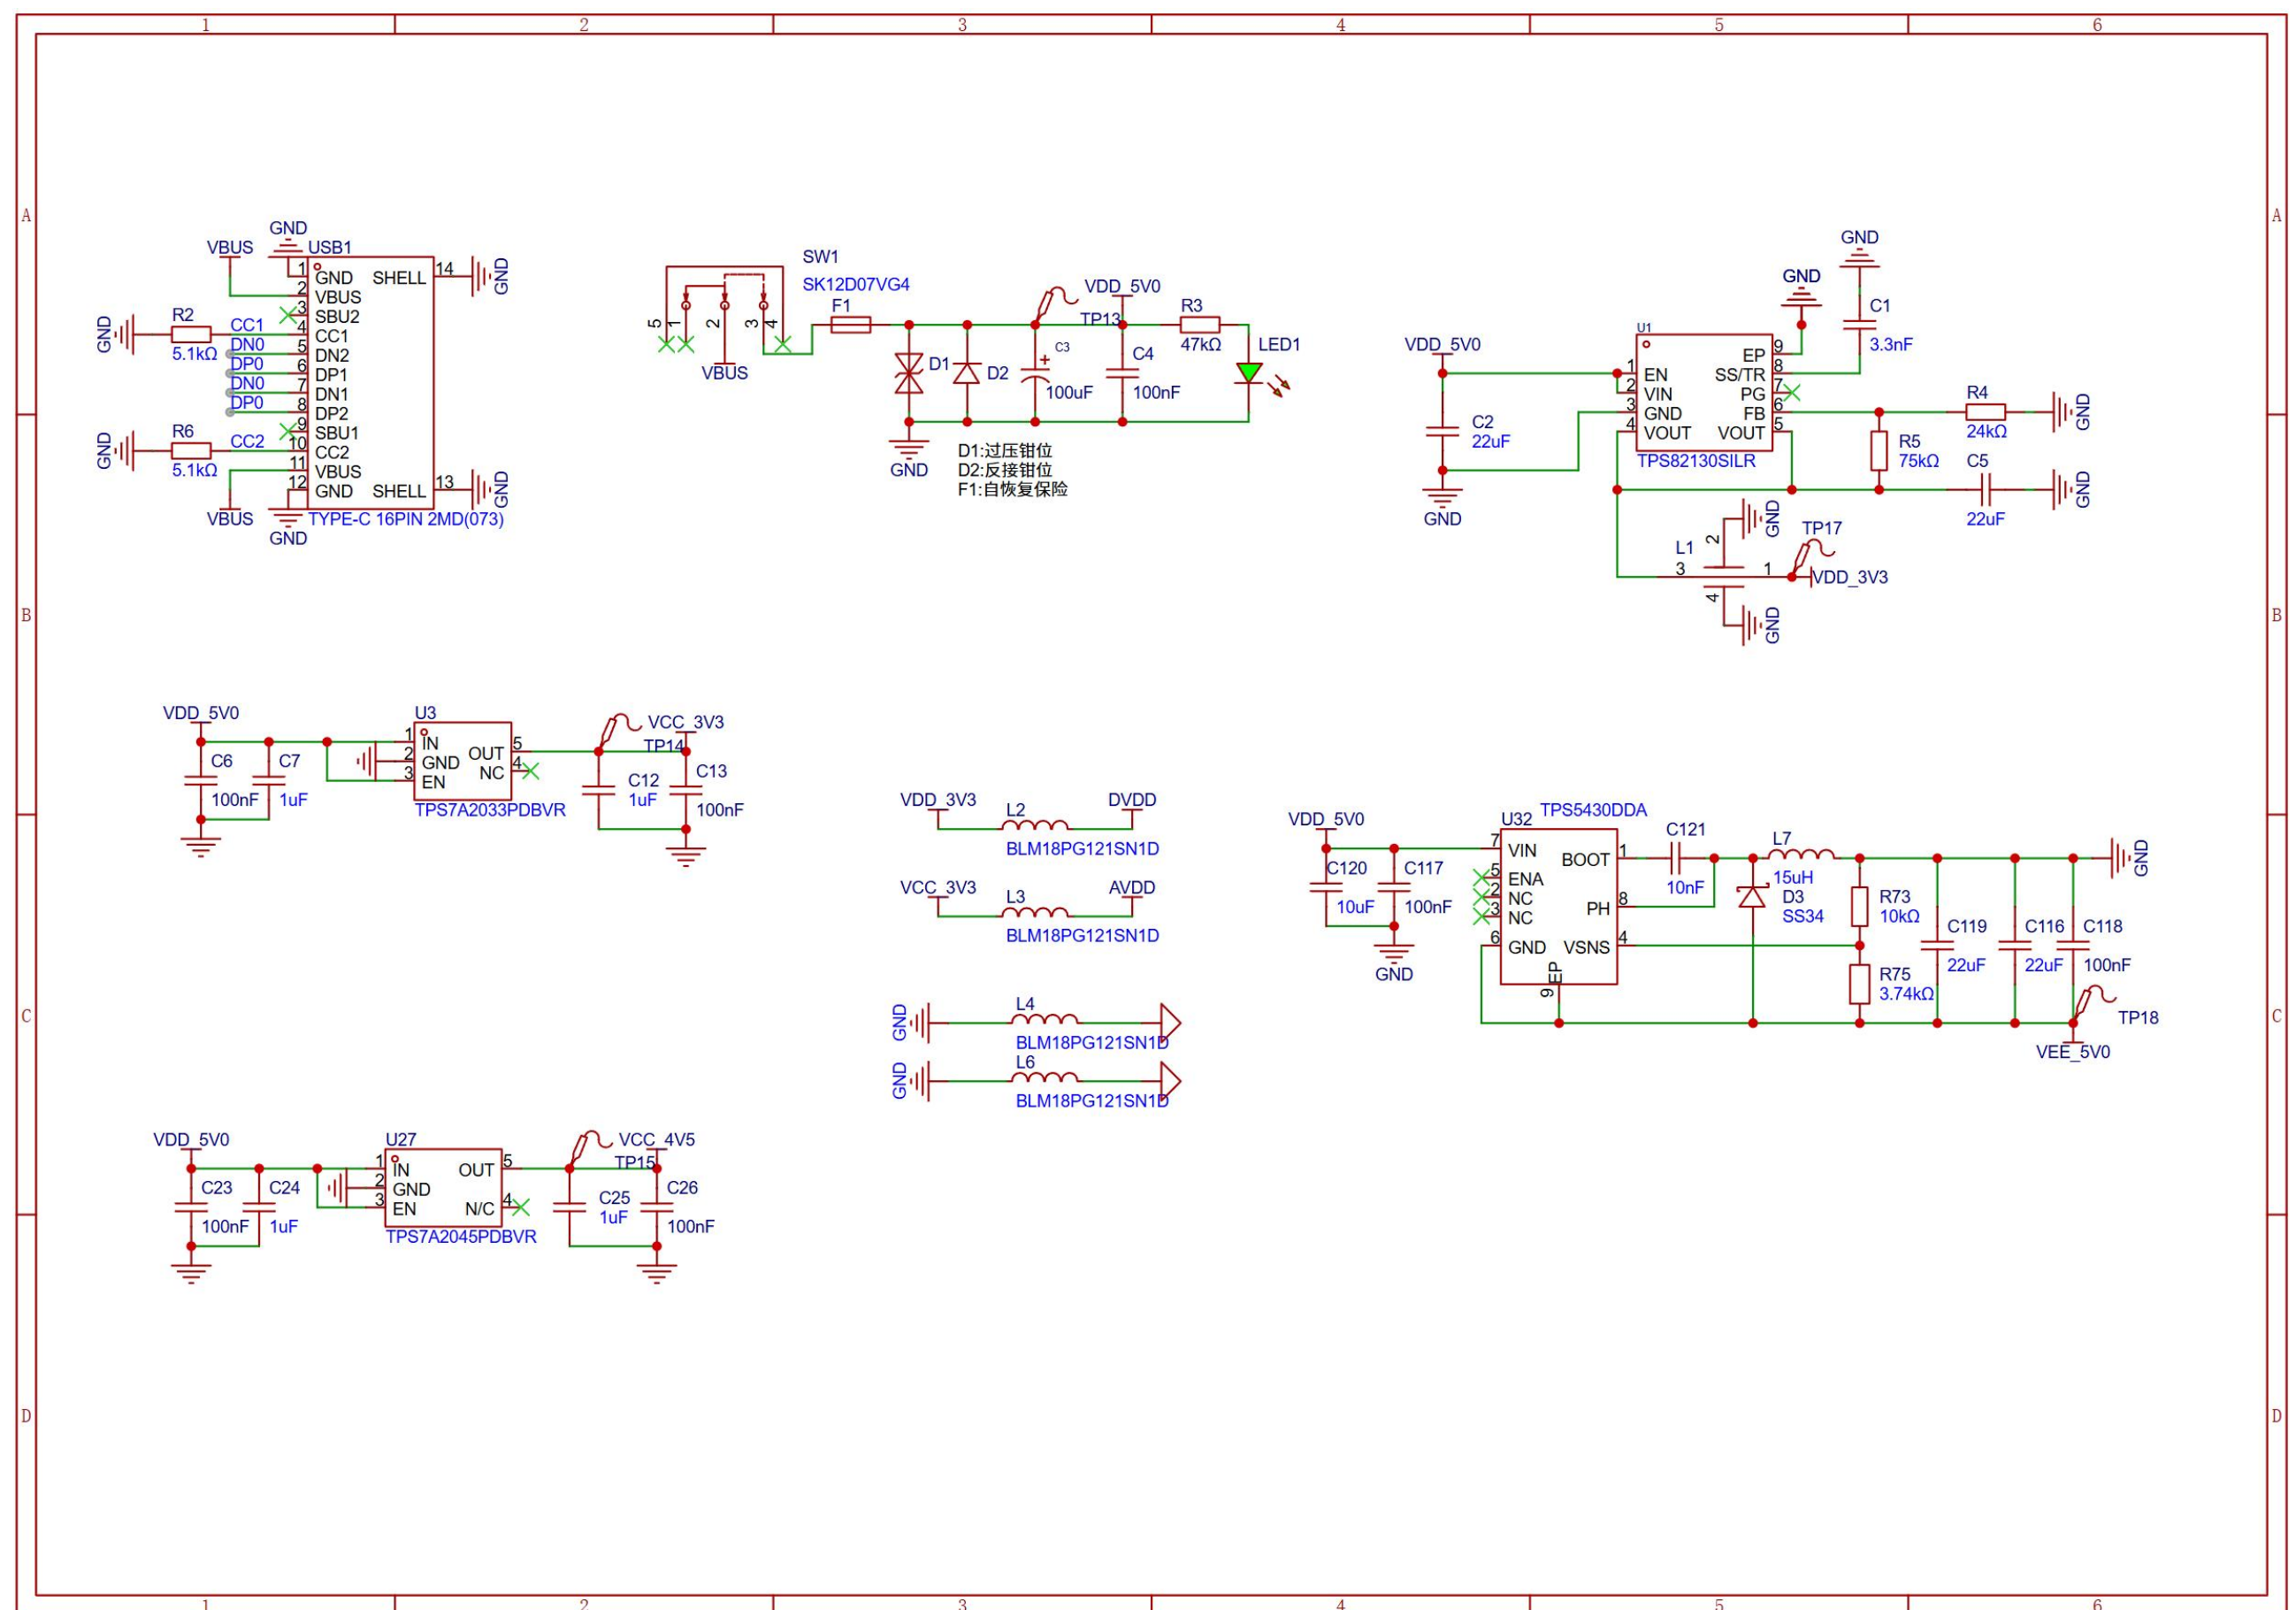 1 2 3 4 5 6
A A
GND
VBUS USB1
1 GND SHELL 14 GND
2 VBUS
3 SBU2
GND R2 5.1kΩ CC1 4 CC1
DN0 5 DN2
DP0 6 DP1
DN0 7 DN1
DP0 8 DP2
9 SBU1
GND R6 5.1kΩ CC2 10 CC2
11 VBUS
12 GND SHELL 13 GND
VBUS TYPE-C 16PIN 2MD(073)
GND
SW1
SK12D07VG4
5 1 2 3 4
VBUS
F1
VDD_5V0
TP13
R3
47kΩ
LED1
D1
D2
C3
100uF
C4
100nF
GND
D1:过压钳位
D2:反接钳位
F1:自恢复保险
GND
GND
C1
3.3nF
U1
VDD_5V0
1 EN EP 9
2 VIN SS/TR 8
3 GND PG 7
4 VOUT FB 6
VOUT 5
TPS82130SILR
C2
22uF
GND
R4
24kΩ
GND
R5
75kΩ
C5
22uF
GND
GND
TP17
L1
2
3 1
4
VDD_3V3
GND
B B
VDD_5V0
U3
1 IN OUT 5
2 GND NC 4
3 EN
TPS7A2033PDBVR
C6
100nF
C7
1uF
VCC_3V3
TP14
C12
1uF
C13
100nF
VDD_3V3 L2 DVDD
BLM18PG121SN1D
VCC_3V3 L3 AVDD
BLM18PG121SN1D
GND L4
BLM18PG121SN1D
GND L6
BLM18PG121SN1D
VDD_5V0
U32
TPS5430DDA
7 VIN BOOT 1
5 ENA
2 NC PH 8
3 NC
6 GND VSNS 4
EP
9
C120
10uF
C117
100nF
GND
C121
10nF
L7
15uH
D3
SS34
R73
10kΩ
R75
3.74kΩ
C119
22uF
C116
22uF
C118
100nF
GND
TP18
VEE_5V0
C C
VDD_5V0
U27
1 IN OUT 5
2 GND
3 EN N/C 4
TPS7A2045PDBVR
C23
100nF
C24
1uF
VCC_4V5
TP15
C25
1uF
C26
100nF
D D
1 2 3 4 5 6